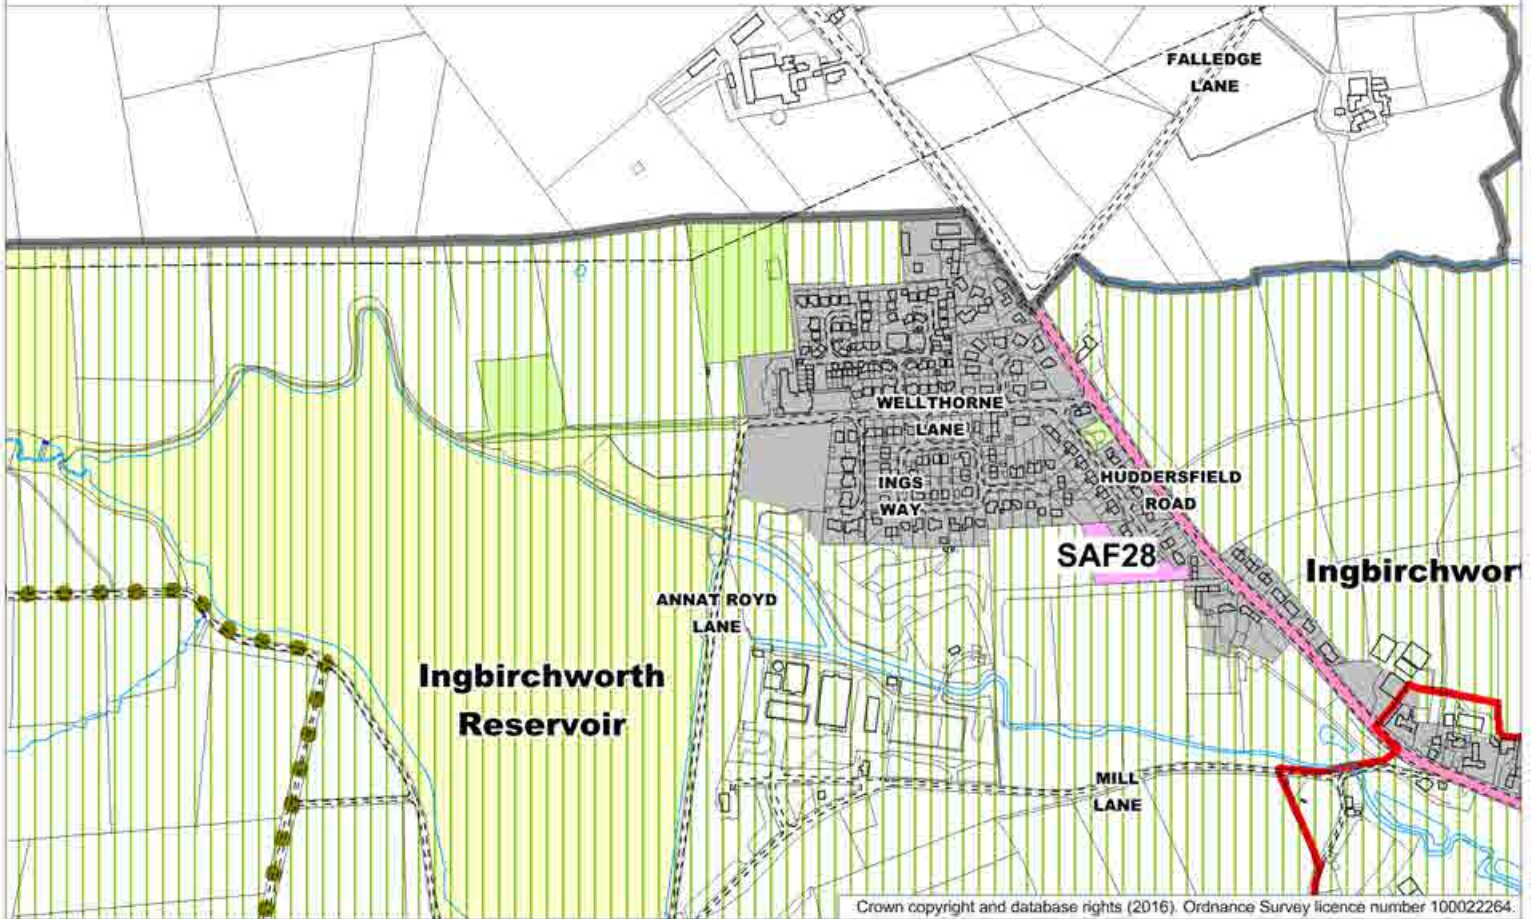 FALLEDGE
LANE
WELLTHORNE
LANE
INGS
WAY
HUDDERSFIELD
ROAD
SAF28
Ingbirchwort
ANNAT ROYD
LANE
Ingbirchworth
Reservoir
MILL
LANE
Crown copyright and database rights (2016). Ordnance Survey licence number 100022264.